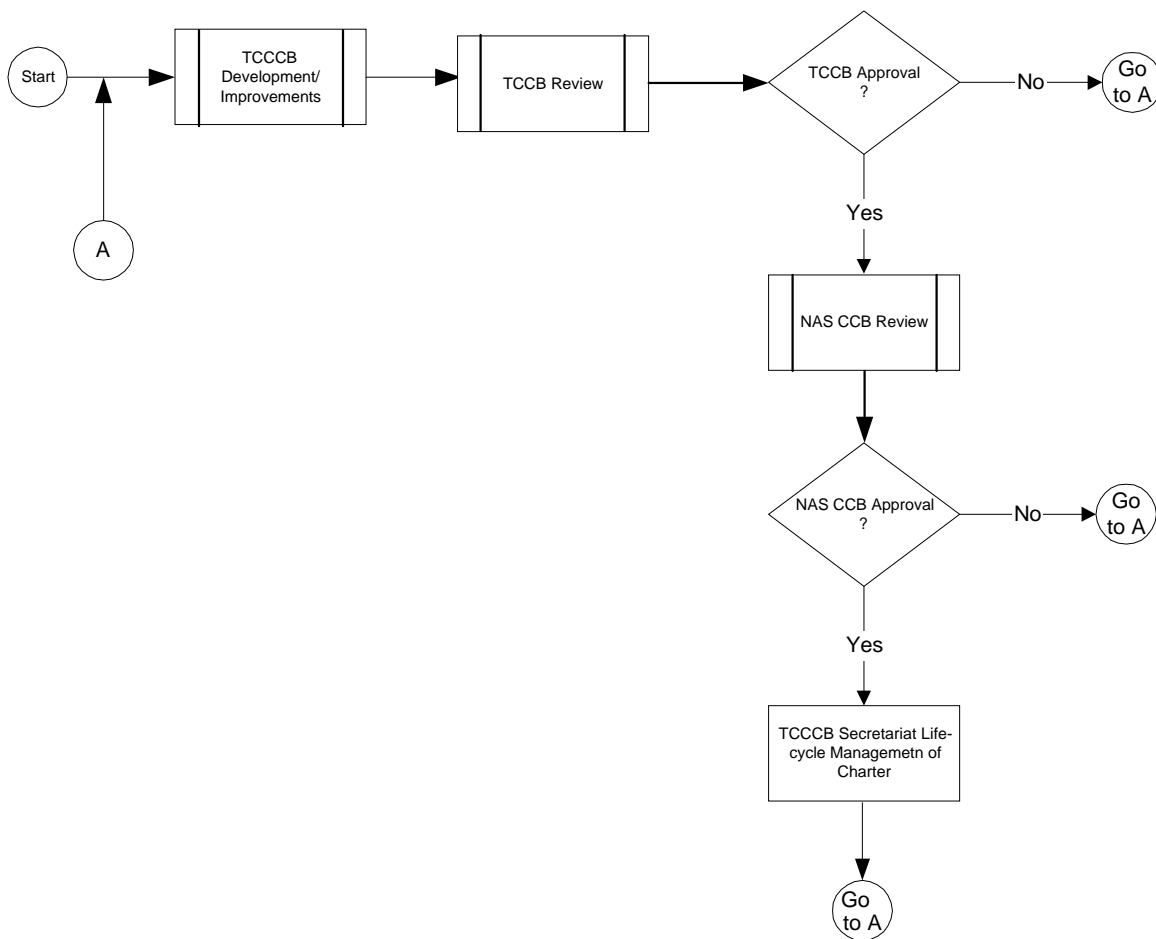 Start
TCCCB
Development/
Improvements
TCCB Review
TCCB Approval
?
No
Go
to A
A
Yes
NAS CCB Review
NAS CCB Approval
?
No
Go
to A
Yes
TCCCB Secretariat Life-
cycle Managemetn of
Charter
Go
to A